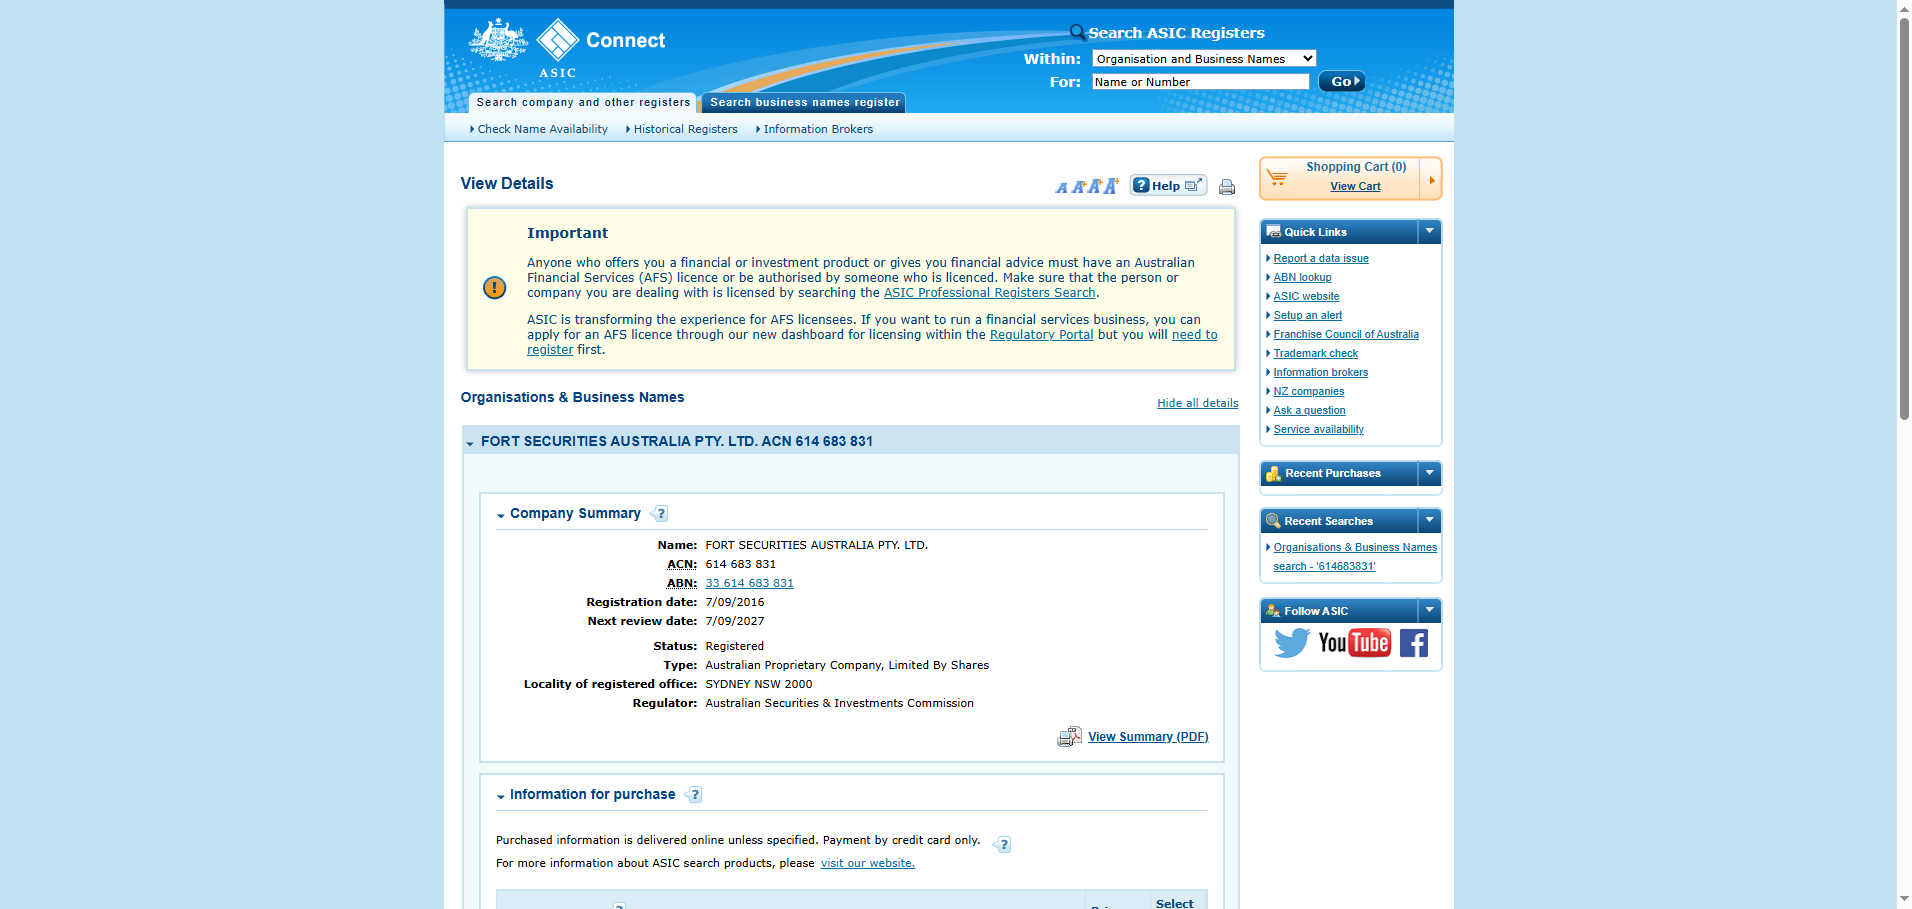 Connect
ASIC
Search ASIC Registers
Within: Organisation and Business Names
For: Name or Number Go
Search company and other registers Search business names register
Check Name Availability Historical Registers Information Brokers
View Details
A A+ A+ A+ Help
Shopping Cart (0)
View Cart
Important
Anyone who offers you a financial or investment product or gives you financial advice must have an Australian
Financial Services (AFS) licence or be authorised by someone who is licenced. Make sure that the person or
company you are dealing with is licensed by searching the ASIC Professional Registers Search.
ASIC is transforming the experience for AFS licensees. If you want to run a financial services business, you can
apply for an AFS licence through our new dashboard for licensing within the Regulatory Portal but you will need to
register first.
Organisations & Business Names
Hide all details
FORT SECURITIES AUSTRALIA PTY. LTD. ACN 614 683 831
Company Summary ?
Name: FORT SECURITIES AUSTRALIA PTY. LTD.
ACN: 614 683 831
ABN: 33 614 683 831
Registration date: 7/09/2016
Next review date: 7/09/2027
Status: Registered
Type: Australian Proprietary Company, Limited By Shares
Locality of registered office: SYDNEY NSW 2000
Regulator: Australian Securities & Investments Commission
View Summary (PDF)
Information for purchase ?
Purchased information is delivered online unless specified. Payment by credit card only. ?
For more information about ASIC search products, please visit our website.
Select
Quick Links
Report a data issue
ABN lookup
ASIC website
Setup an alert
Franchise Council of Australia
Trademark check
Information brokers
NZ companies
Ask a question
Service availability
Recent Purchases
Recent Searches
Organisations & Business Names
search - '614683831'
Follow ASIC
YouTube